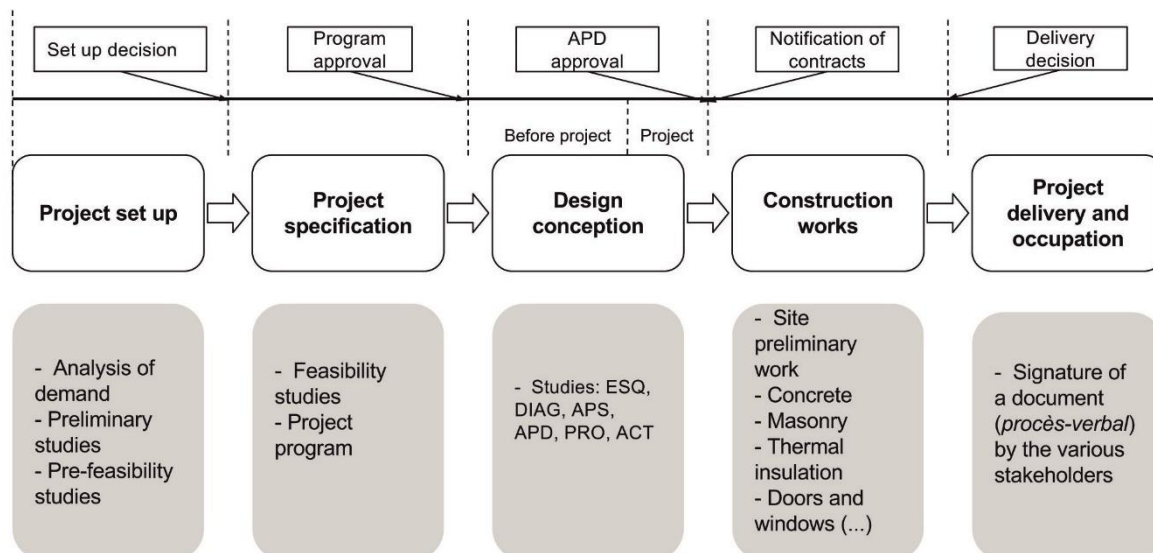 Set up decision
Program
approval
APD
approval
Notification of
contracts
Delivery
decision
Before project
Project
Project set up
Project
specification
Design
conception
Construction
works
Project
delivery and
occupation
- Analysis of
demand
- Preliminary
studies
- Pre-feasibility
studies
- Feasibility
studies
- Project
program
- Studies: ESQ,
DIAG, APS,
APD, PRO, ACT
- Site
preliminary
work
- Concrete
- Masonry
- Thermal
insulation
- Doors and
windows (...)
- Signature of
a document
(procès-verbal)
by the various
stakeholders